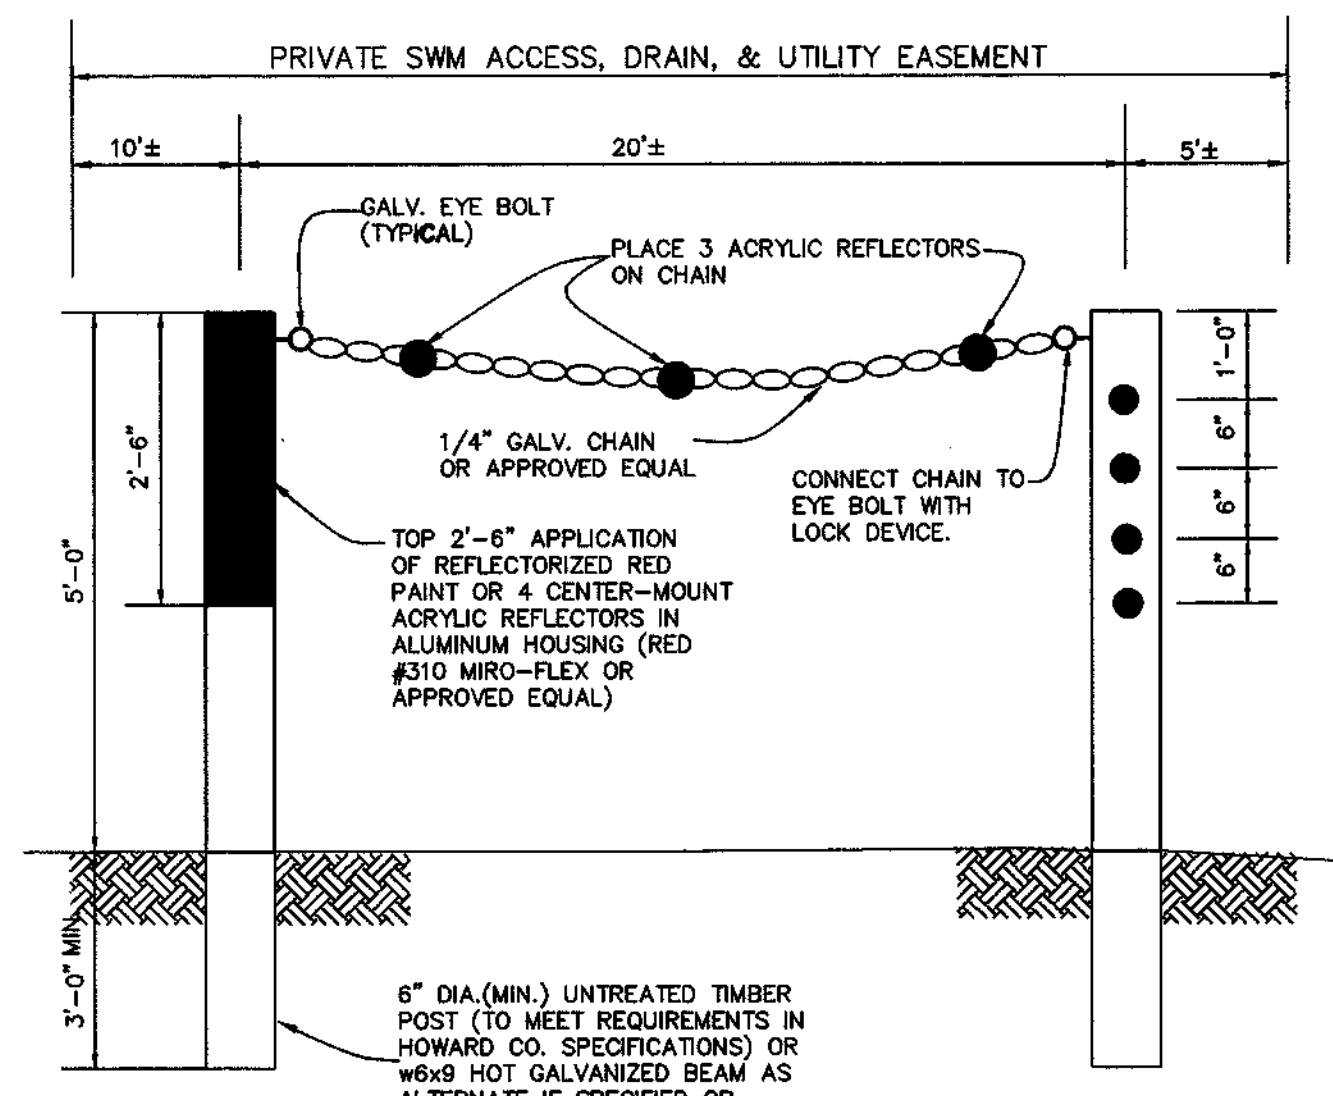 PRIVATE SWM ACCESS, DRAIN, & UTILITY EASEMENT
10'±
20'±
5'±
GALV. EYE BOLT
(TYPICAL)
PLACE 3 ACRYLIC REFLECTORS
ON CHAIN
1'-0"
6"
6"
6"
2'-6"
5'-0"
1/4" GALV. CHAIN
OR APPROVED EQUAL
CONNECT CHAIN TO
EYE BOLT WITH
LOCK DEVICE.
TOP 2'-6" APPLICATION
OF REFLECTORIZED RED
PAINT OR 4 CENTER-MOUNT
ACRYLIC REFLECTORS IN
ALUMINUM HOUSING (RED
#310 MIRO-FLEX OR
APPROVED EQUAL)
3'-0" MIN.
6" DIA.(MIN.) UNTREATED TIMBER
POST (TO MEET REQUIREMENTS IN
HOWARD CO. SPECIFICATIONS) OR
w6x9 HOT GALVANIZED BEAM AS
ALTERNATE IF SPECIFIED OR